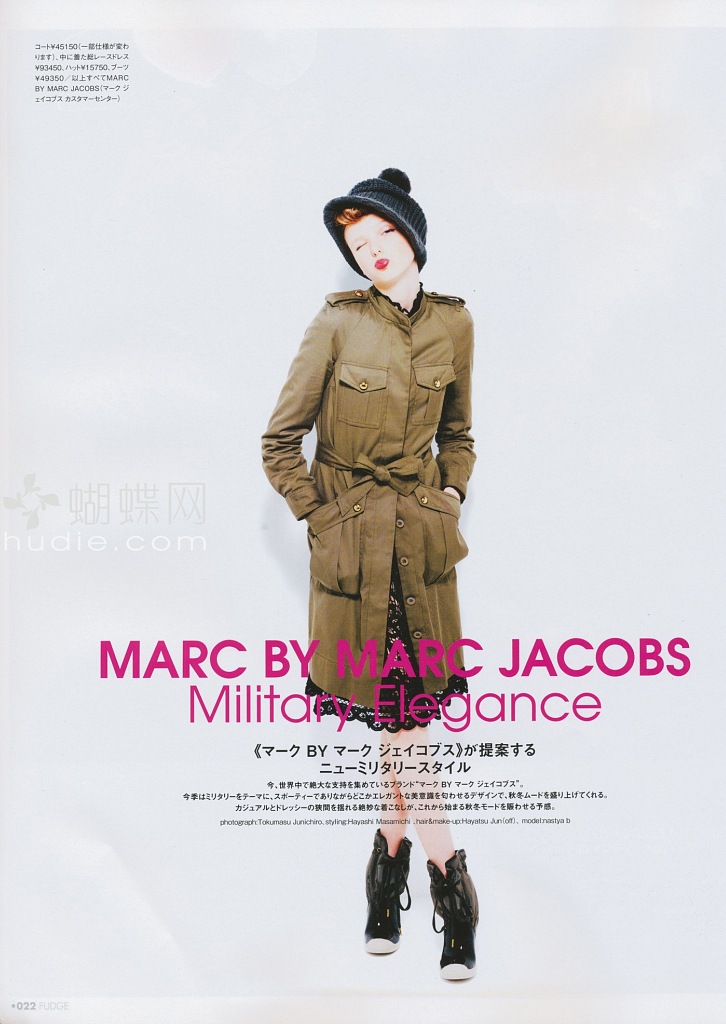 コート¥45150(一部仕様が変わ
ります)、中に着た総レースドレス
¥93450、ハット¥15750、ブーツ
¥49350／以上すべてMARC
BY MARC JACOBS(マーク ジ
ェイコブス カスタマーセンター)
蝴蝶网
hudie.com
MARC BY MARC JACOBS
Military Elegance
《マーク BY マーク ジェイコブス》が提案する
ニューミリタリースタイル
今、世界中で絶大な支持を集めているブランド“マーク BY マーク ジェイコブス”。
今季はミリタリーをテーマに、スポーティーでありながらどこかエレガントな美意識を匂わせるデザインで、秋冬ムードを盛り上げてくれる。
カジュアルとドレッシーの狭間を揺れる絶妙な着こなしが、これから始まる秋冬モードを賑わせる予感。
photograph:Tokumasu Junichiro、styling:Hayashi Masamichi 、hair&make-up:Hayatsu Jun(off)、 model:nastya b
•022 FUDGE